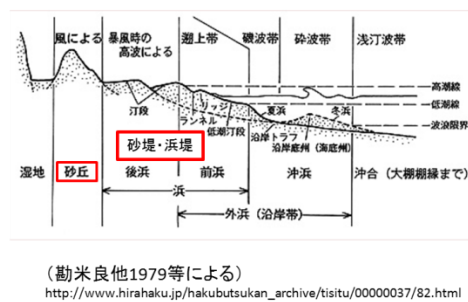 風による 暴風時の高波による 遡上帯 磯波帯 砕波帯 浅汀波帯
高潮線
低潮線
波浪限界
汀段
リッジ
ランネル
低潮汀段
夏浜
冬浜
沿岸トラフ
沿岸底州(海底州)
砂堤・浜堤
湿地 砂丘 後浜 前浜 沖浜 沖合(大棚棚縁まで)
浜
外浜(沿岸帯)
(勘米良他1979等による)
http://www.hirahaku.jp/hakubutsukan_archive/tisitu/00000037/82.html